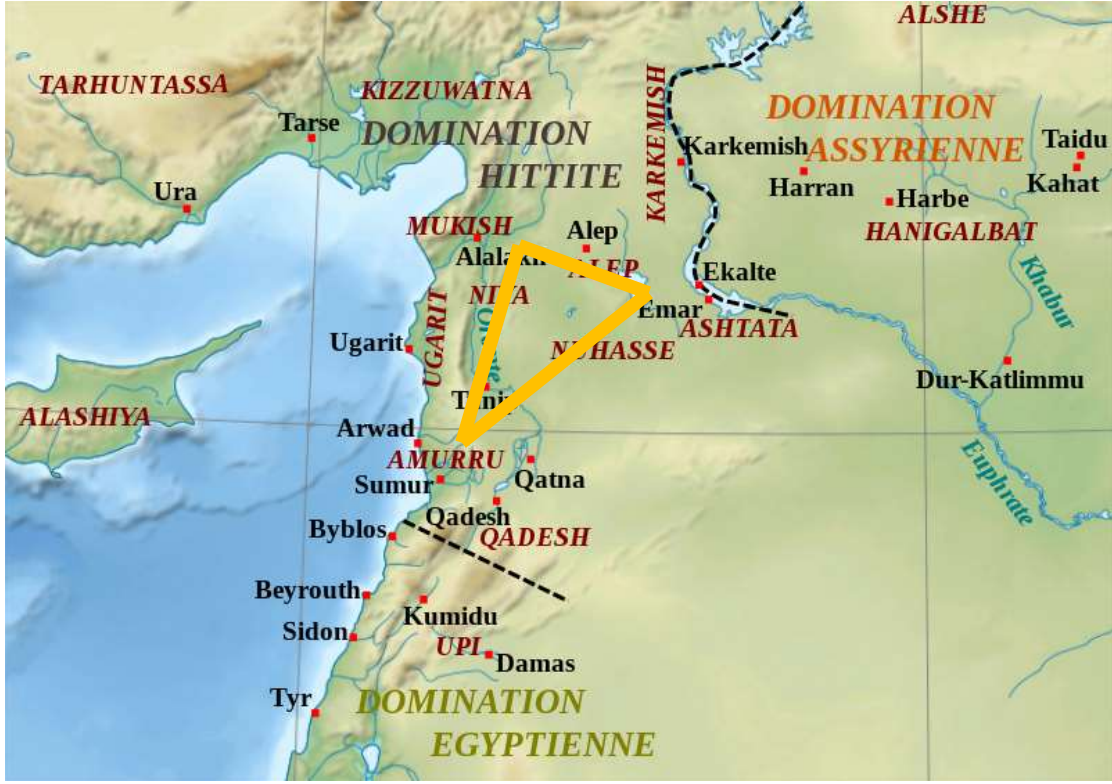 ALSHE
TARHUNTASSA
KIZZUWATNA
KARKEMISH
DOMINATION
ASSYRIENNE
Tarse
DOMINATION
HITTITE
Karkemish
Taidu
Harran
Kahat
Ura
Harbe
MUKISH
Alep
HANIGALBAT
Alalakh
ALEP
Ekalte
Khabur
NIYA
Emar
ASHTATA
UGARIT
Oronte
Ugarit
NUHASSE
Dur-Katlimmu
Tunip
ALASHIYA
Arwad
AMURRU
Qatna
Sumur
Euphrate
Qadesh
Byblos
QADESH
Beyrouth
Kumidu
Sidon
UPI
Damas
Tyr
DOMINATION
EGYPTIENNE